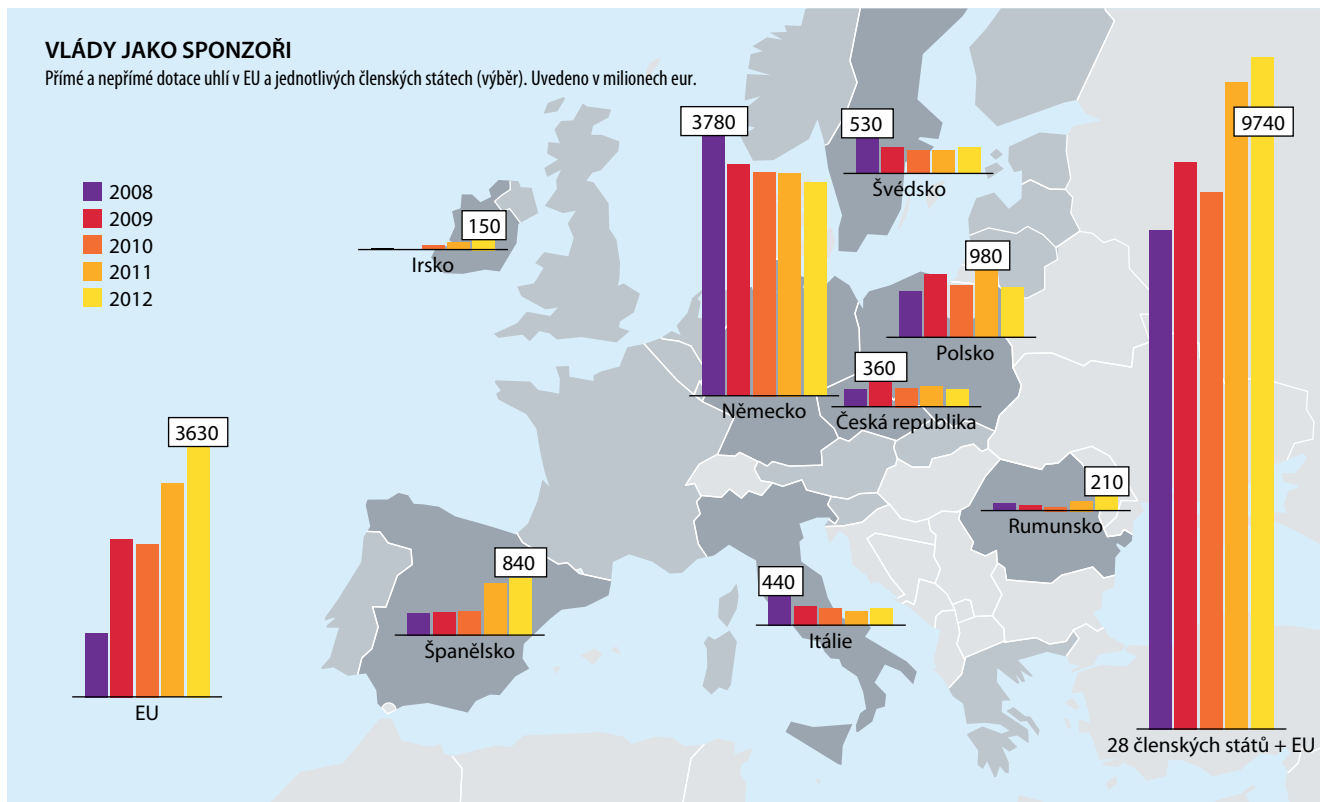 VLÁDY JAKO SPONZOŘI
Přímé a nepřímé dotace uhlí v EU a jednotlivých členských státech (výběr). Uvedeno v milionech eur.
2008
2009
2010
2011
2012
150
Irsko
3780
Německo
530
Švédsko
980
Polsko
360
Česká republika
210
Rumunsko
440
Itálie
840
Španělsko
3630
EU
9740
28 členských států + EU